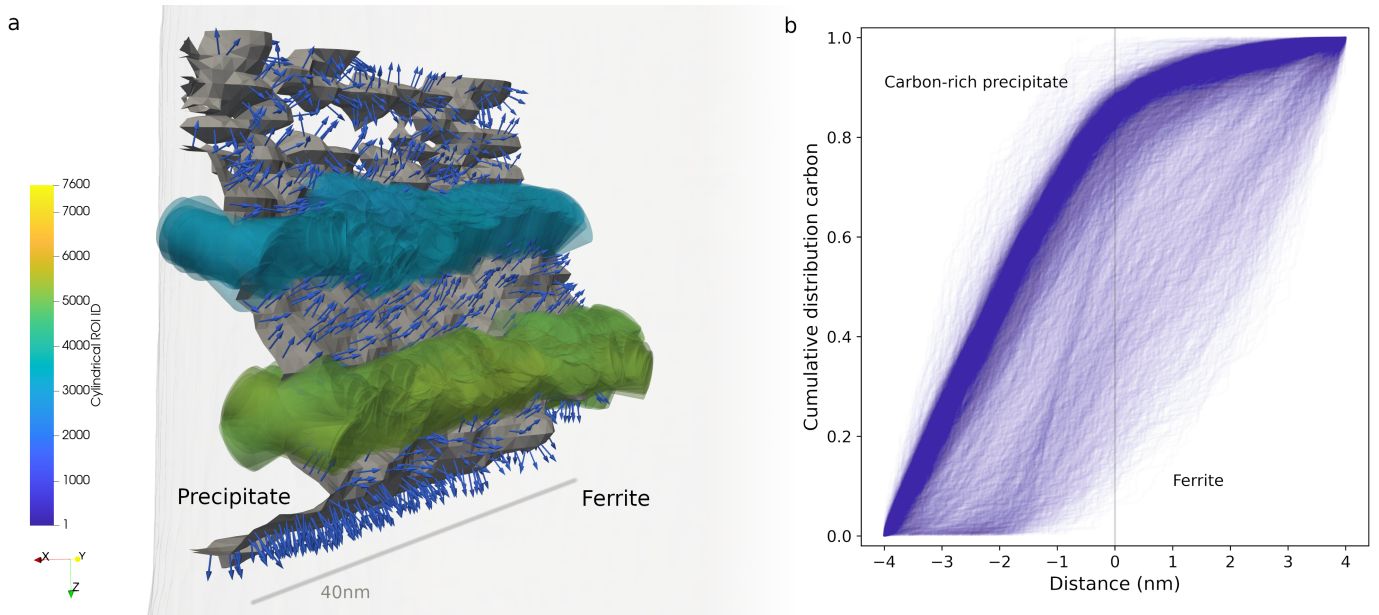 a
7600
7000
6000
5000
4000
3000
2000
1000
1
Cylindrical ROI ID
X
Y
Z
Precipitate
Ferrite
40nm
b
Carbon-rich precipitate
Ferrite
Cumulative distribution carbon
1.0
0.8
0.6
0.4
0.2
0.0
−4
−3
−2
−1
0
1
2
3
4
Distance (nm)